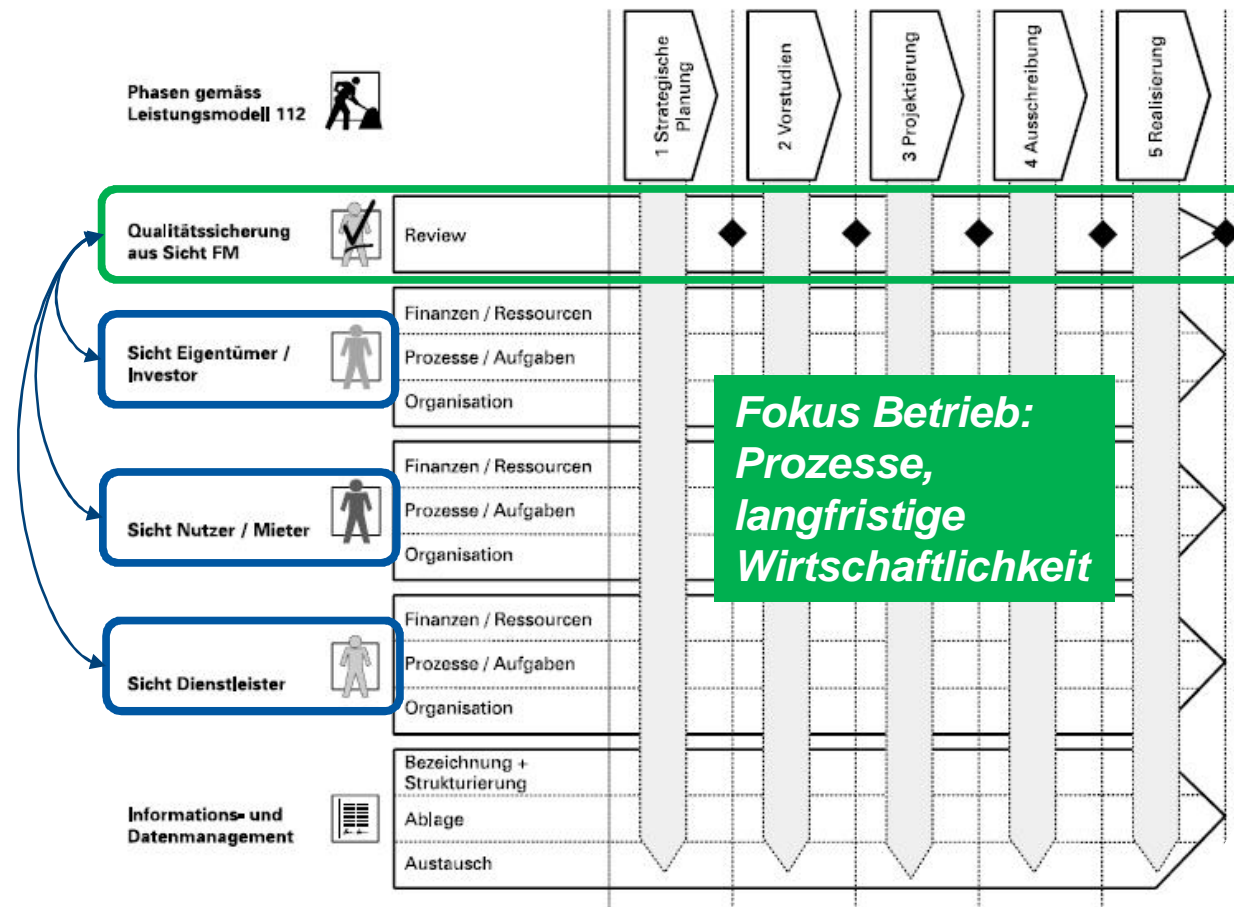 Phasen gemäss
Leistungsmodell 112
1 Strategische
Planung
2 Vorstudien
3 Projektierung
4 Ausschreibung
5 Realisierung
Qualitätssicherung
aus Sicht FM
Review
Sicht Eigentümer /
Investor
Finanzen / Ressourcen
Prozesse / Aufgaben
Organisation
Fokus Betrieb:
Prozesse,
langfristige
Wirtschaftlichkeit
Sicht Nutzer / Mieter
Finanzen / Ressourcen
Prozesse / Aufgaben
Organisation
Sicht Dienstleister
Finanzen / Ressourcen
Prozesse / Aufgaben
Organisation
Informations- und
Datenmanagement
Bezeichnung +
Strukturierung
Ablage
Austausch